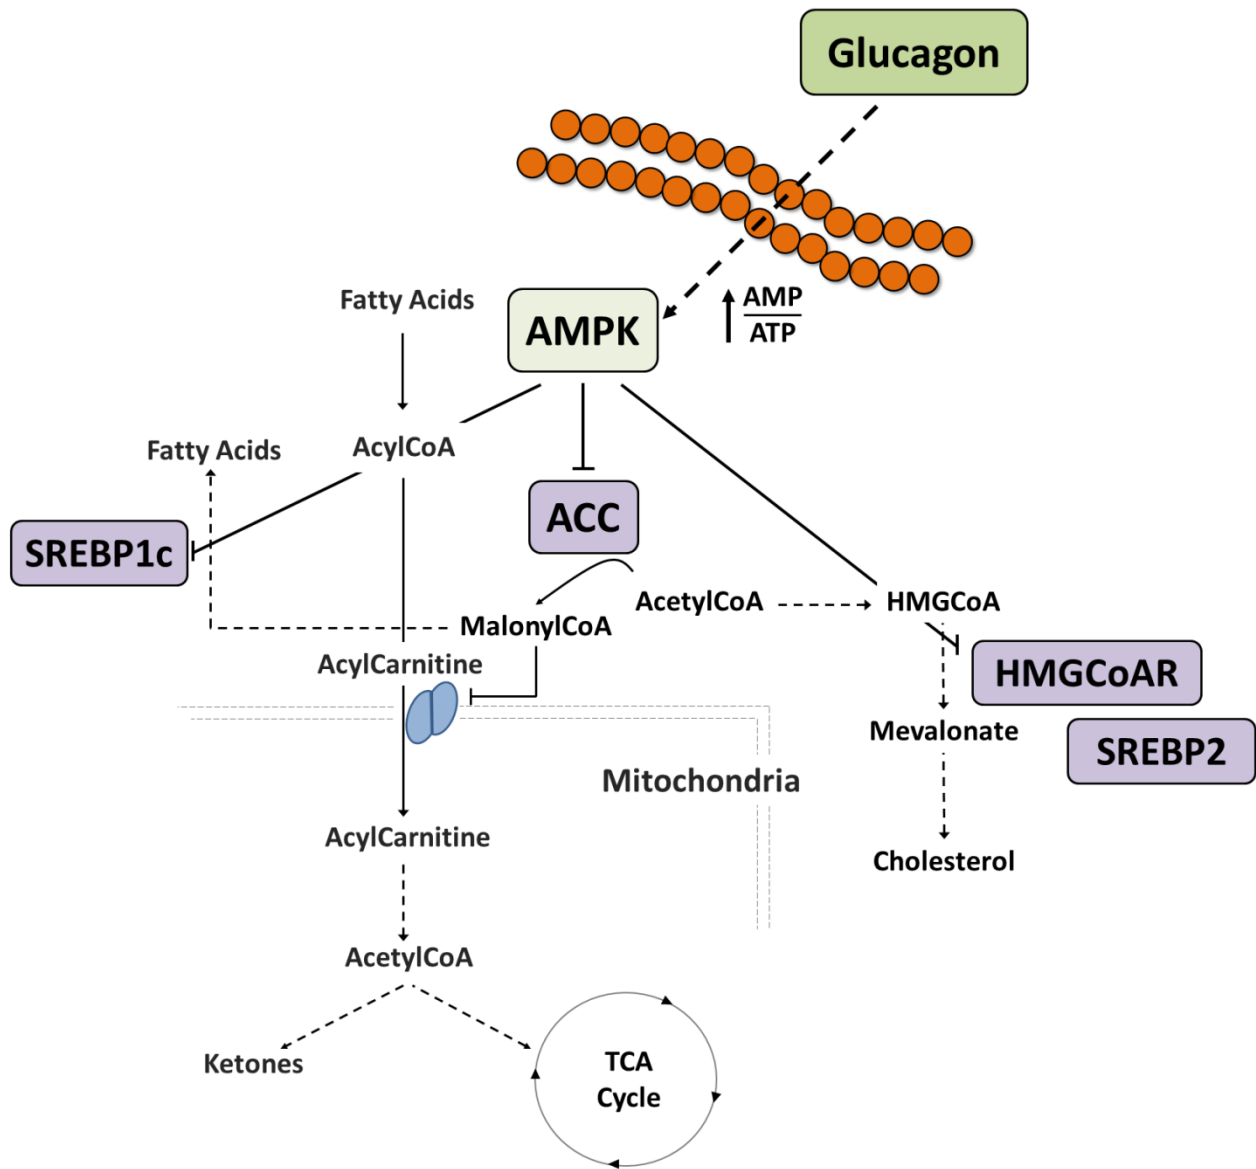 Glucagon
Fatty Acids
AMPK
AMP
ATP
Fatty Acids
AcylCoA
ACC
SREBP1c
AcetylCoA
HMGCoA
MalonylCoA
AcylCarnitine
HMGCoAR
Mevalonate
SREBP2
Mitochondria
AcylCarnitine
Cholesterol
AcetylCoA
Ketones
TCA
Cycle